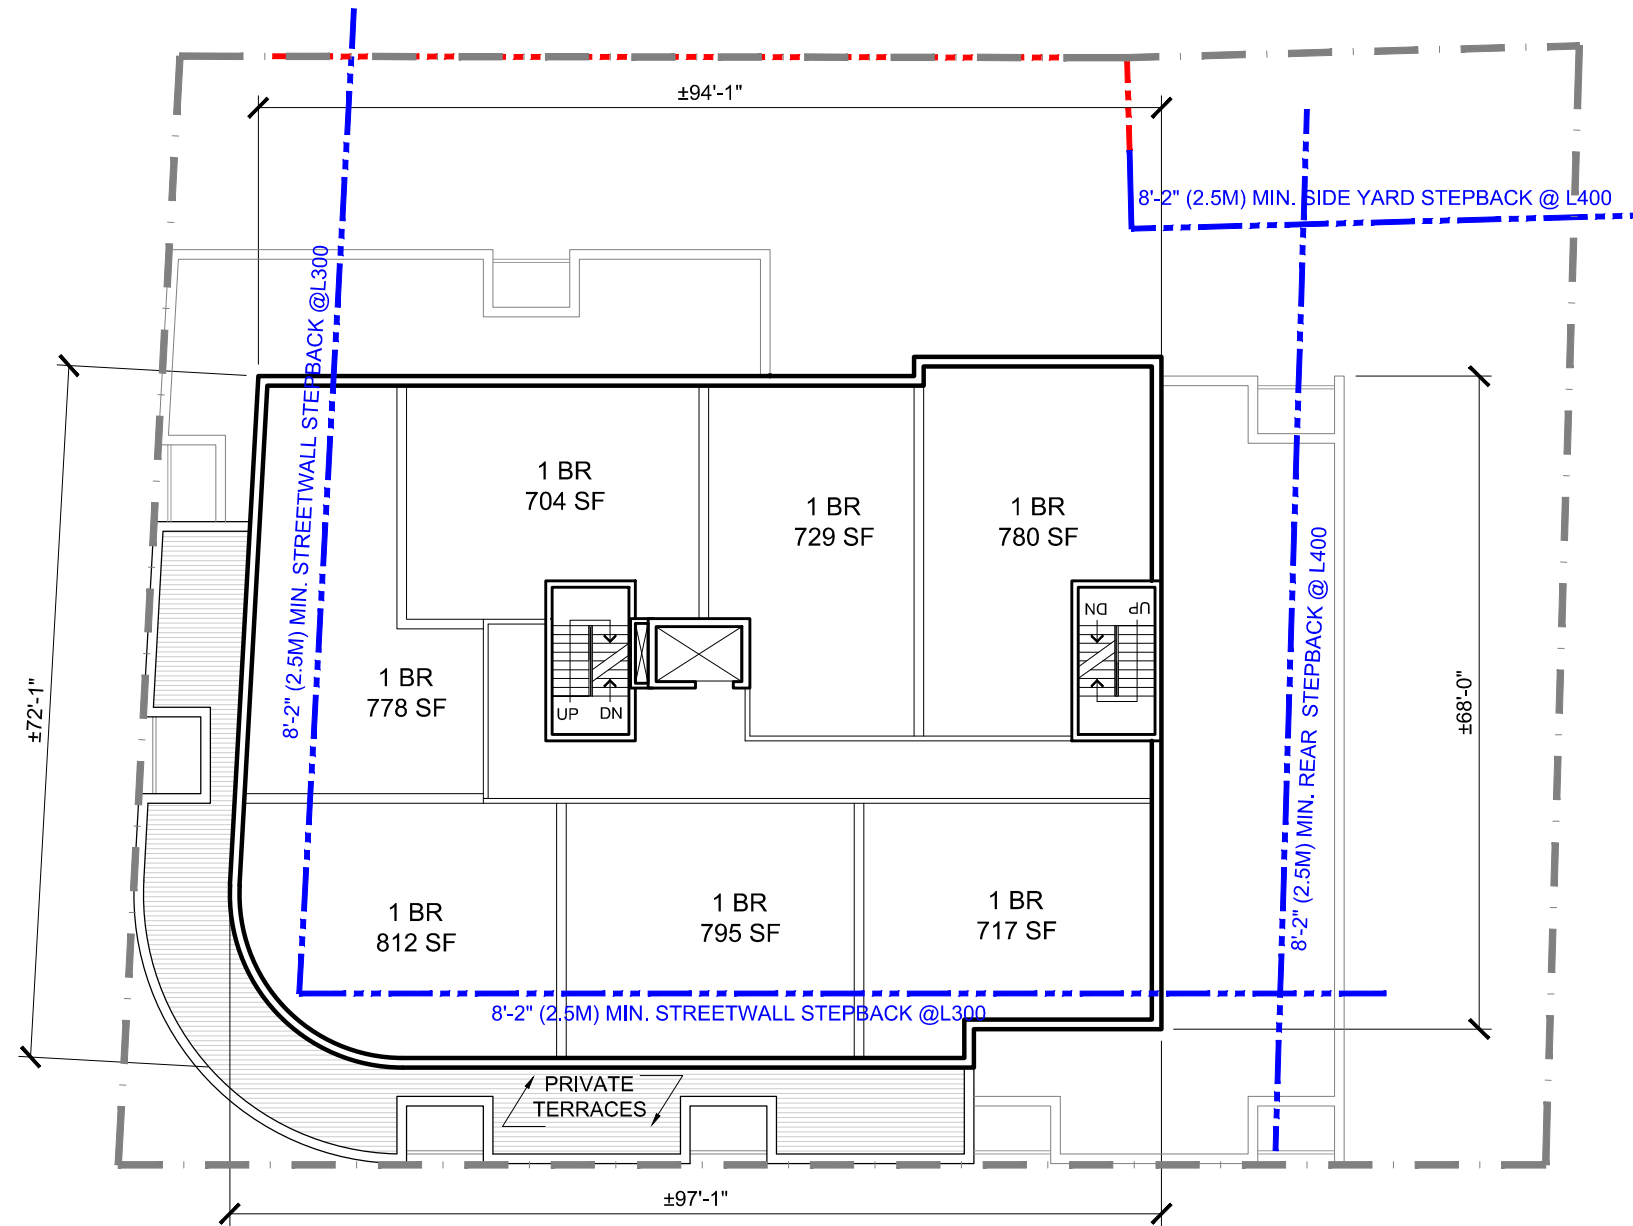 ±94'-1"
8'-2" (2.5M) MIN. SIDE YARD STEPBACK @ L400
8'-2" (2.5M) MIN. STREETWALL STEPBACK @L300
1 BR
704 SF
1 BR
729 SF
1 BR
780 SF
DN UP
1 BR
778 SF
UP DN
±72'-1"
±68'-0"
8'-2" (2.5M) MIN. REAR STEPBACK @ L400
1 BR
812 SF
1 BR
795 SF
1 BR
717 SF
8'-2" (2.5M) MIN. STREETWALL STEPBACK @L300
PRIVATE
TERRACES
±97'-1"